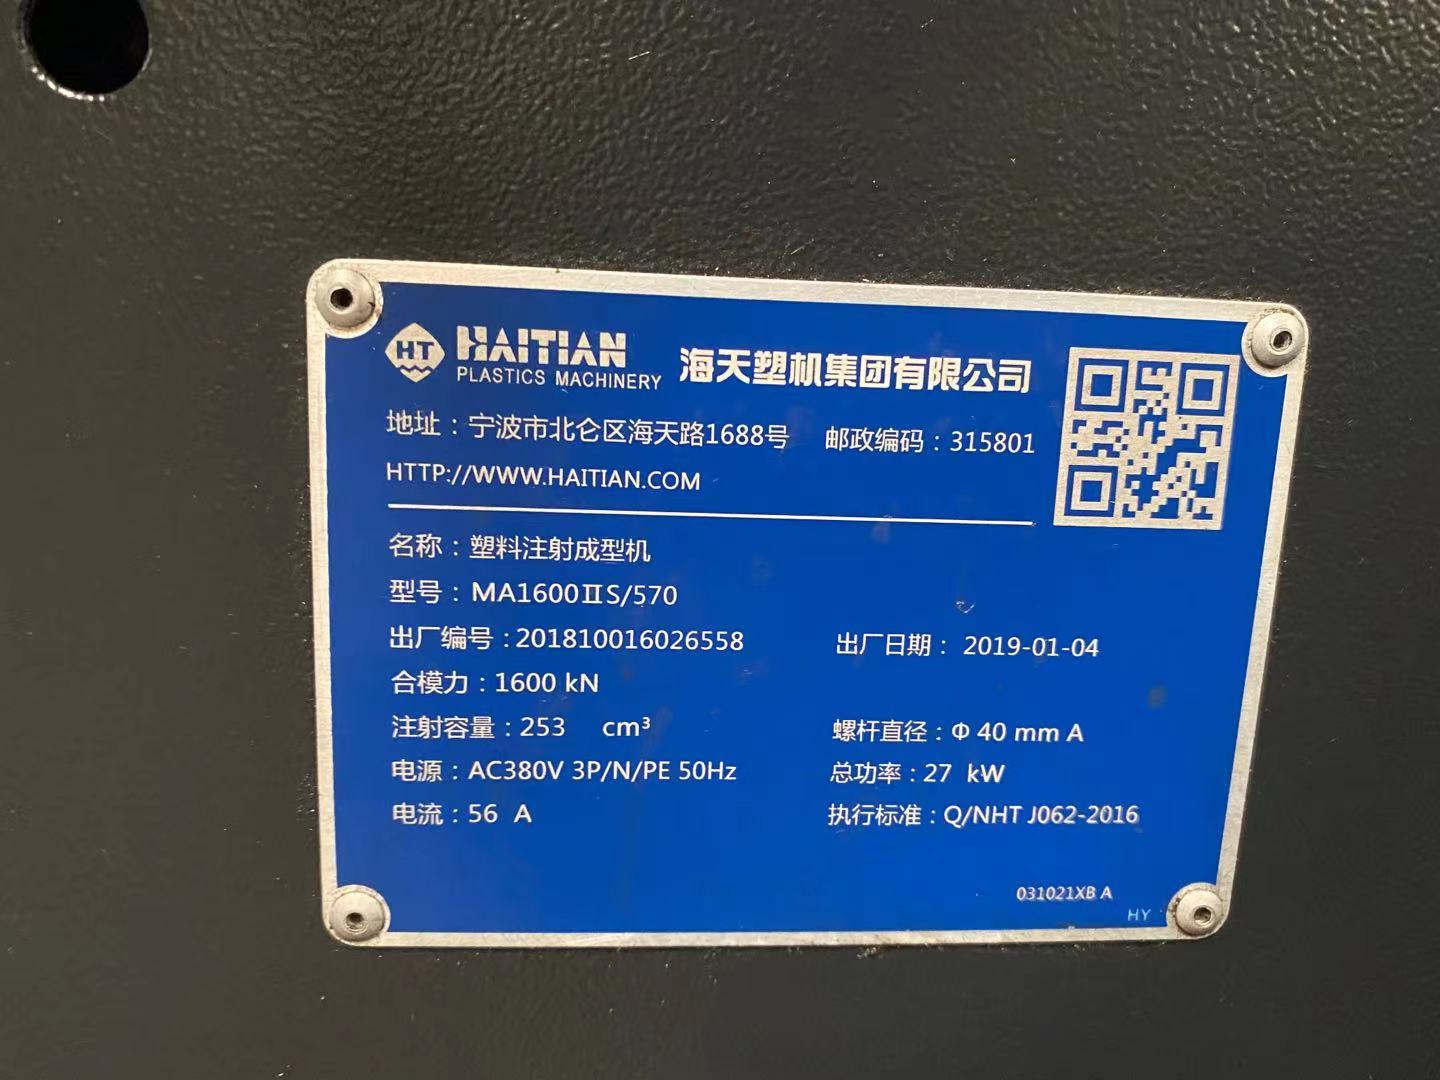 HT HAITIAN
PLASTICS MACHINERY
海天塑机集团有限公司
地址：宁波市北仑区海天路1688号 邮政编码：315801
HTTP://WWW.HAITIAN.COM
名称：塑料注射成型机
型号：MA1600ⅡS/570
出厂编号：201810016026558 出厂日期： 2019-01-04
合模力：1600 kN
注射容量：253 cm³ 螺杆直径：Φ 40 mm A
电源：AC380V 3P/N/PE 50Hz 总功率：27 kW
电流：56 A 执行标准：Q/NHT J062-2016
031021XB A
HY